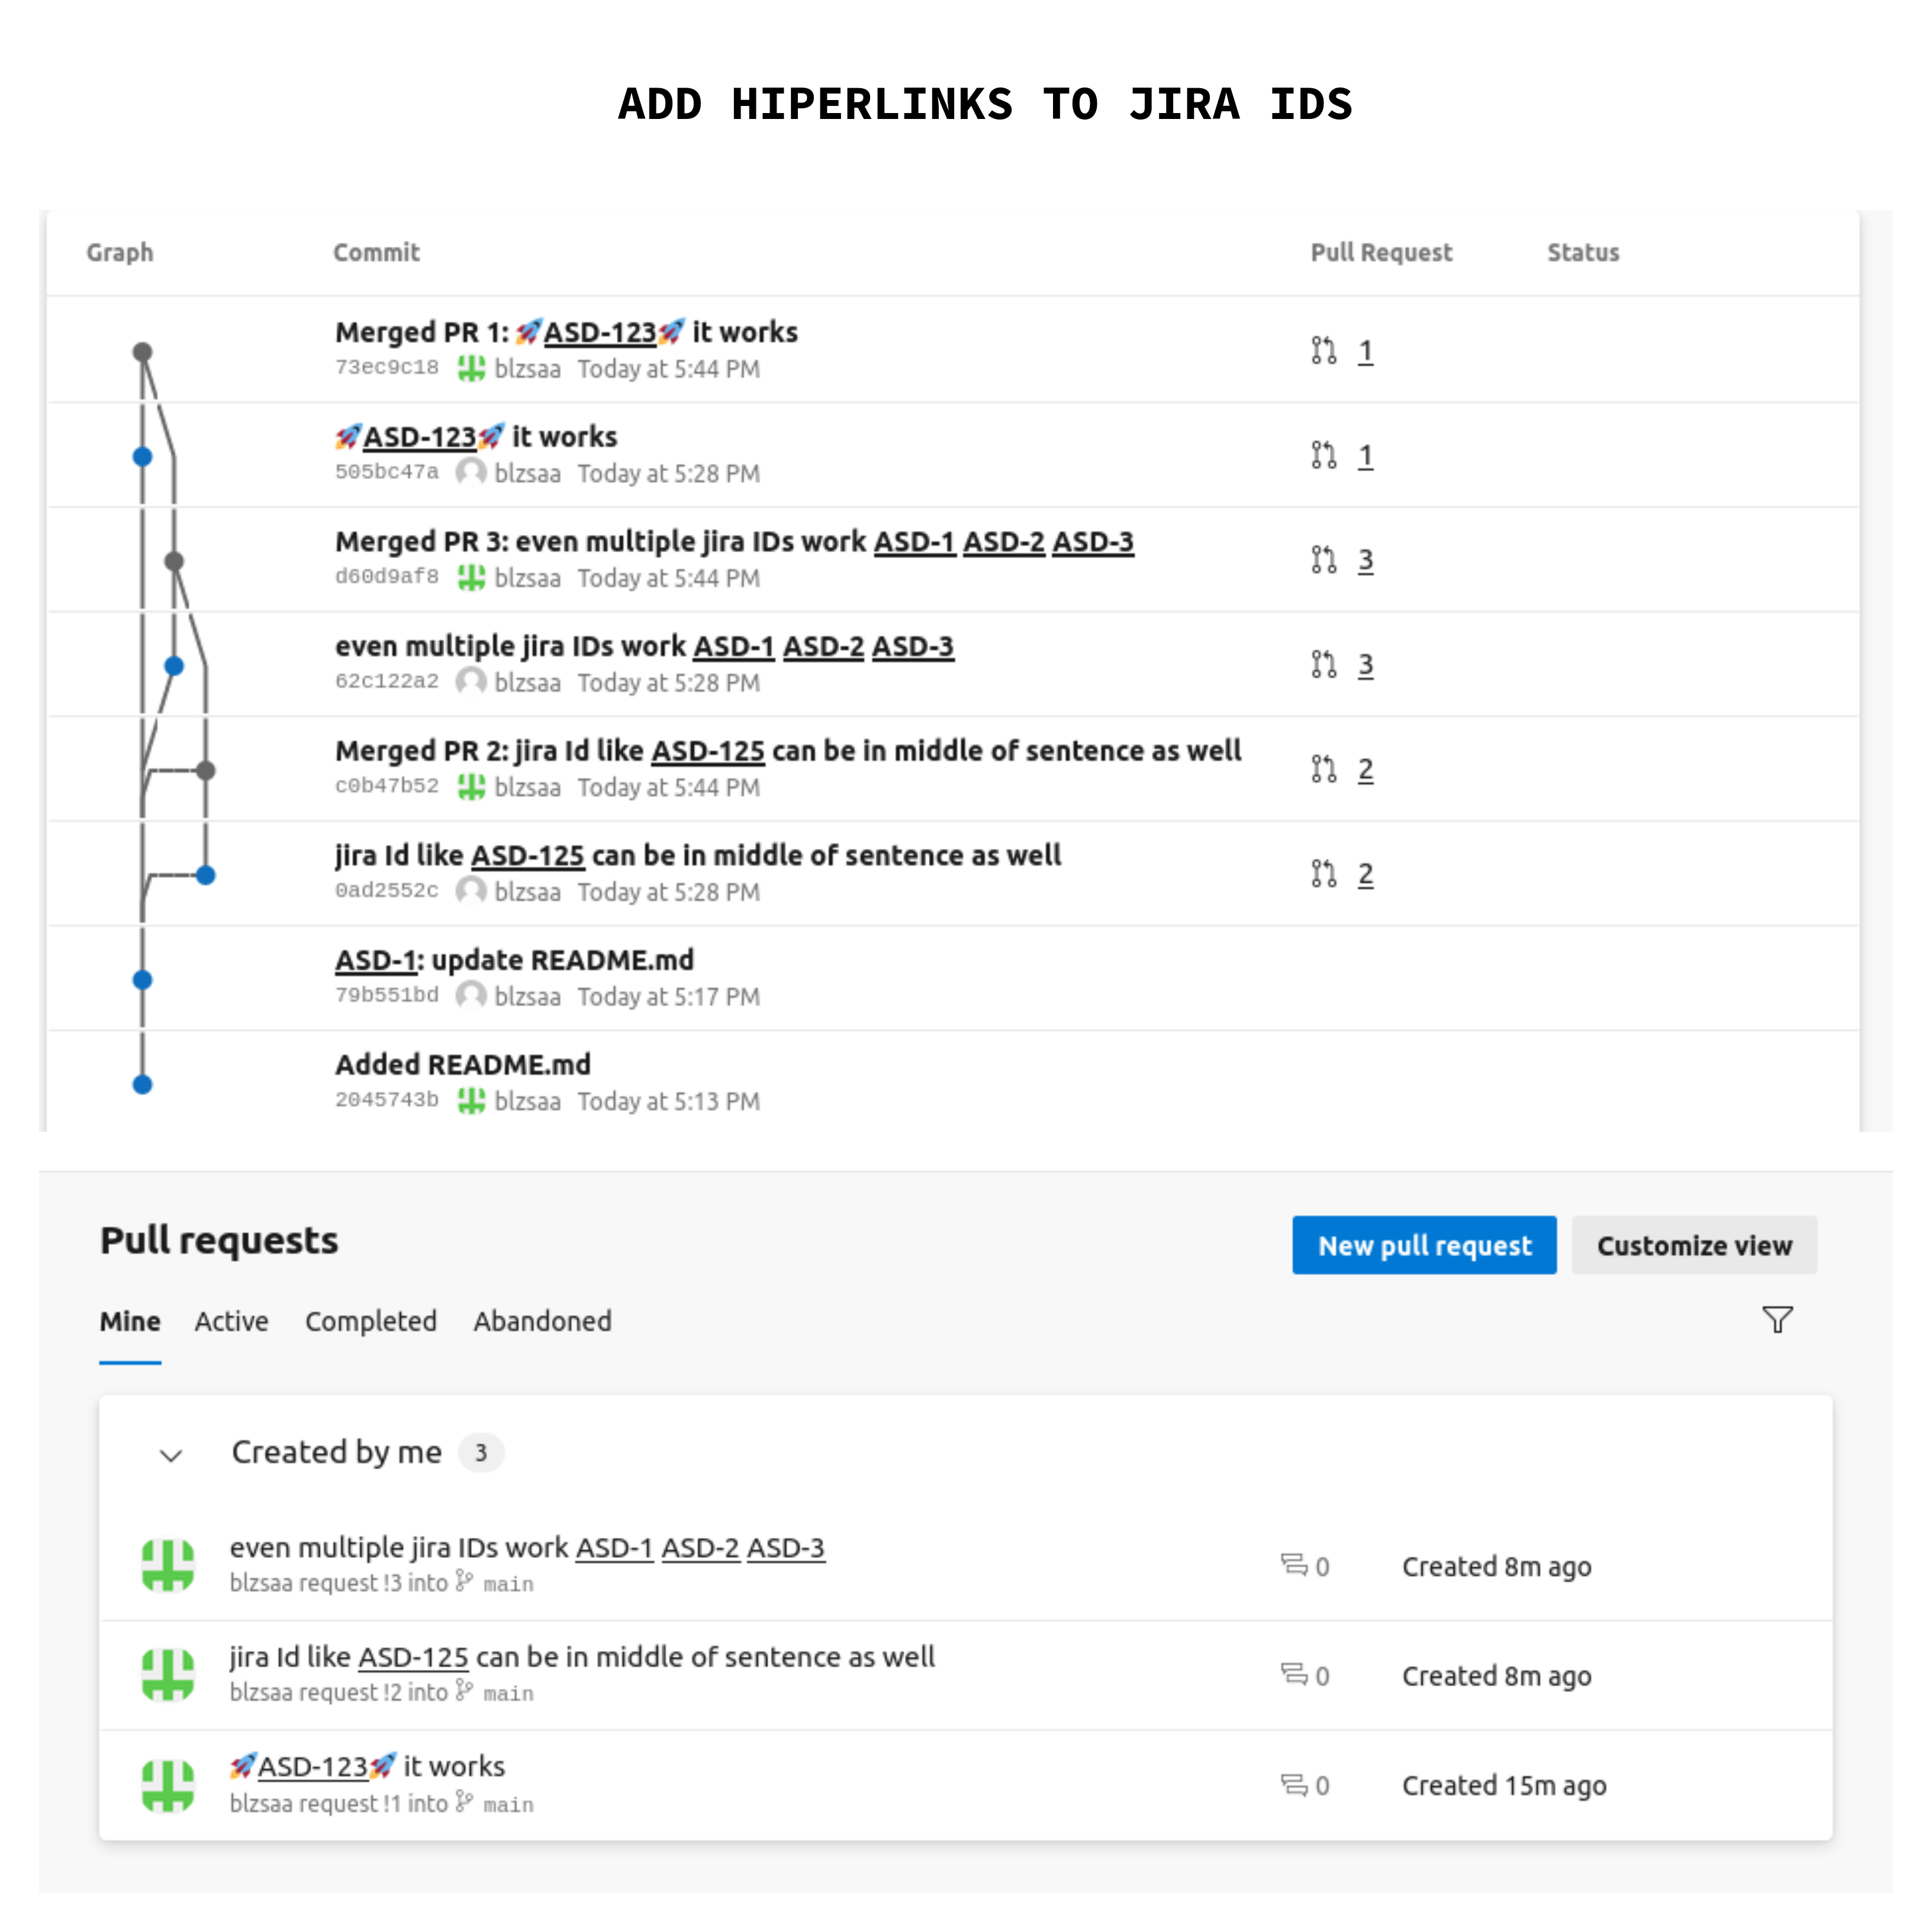 ADD HIPERLINKS TO JIRA IDS
Graph Commit Pull Request Status
Merged PR 1: 🚀ASD-123🚀 it works
73ec9c18 blzsaa Today at 5:44 PM 1
🚀ASD-123🚀 it works
505bc47a blzsaa Today at 5:28 PM 1
Merged PR 3: even multiple jira IDs work ASD-1 ASD-2 ASD-3
d60d9af8 blzsaa Today at 5:44 PM 3
even multiple jira IDs work ASD-1 ASD-2 ASD-3
62c122a2 blzsaa Today at 5:28 PM 3
Merged PR 2: jira Id like ASD-125 can be in middle of sentence as well
c0b47b52 blzsaa Today at 5:44 PM 2
jira Id like ASD-125 can be in middle of sentence as well
0ad2552c blzsaa Today at 5:28 PM 2
ASD-1: update README.md
79b551bd blzsaa Today at 5:17 PM
Added README.md
2045743b blzsaa Today at 5:13 PM
Pull requests New pull request Customize view
Mine Active Completed Abandoned
Created by me 3
even multiple jira IDs work ASD-1 ASD-2 ASD-3
blzsaa request !3 into main 0 Created 8m ago
jira Id like ASD-125 can be in middle of sentence as well
blzsaa request !2 into main 0 Created 8m ago
🚀ASD-123🚀 it works
blzsaa request !1 into main 0 Created 15m ago